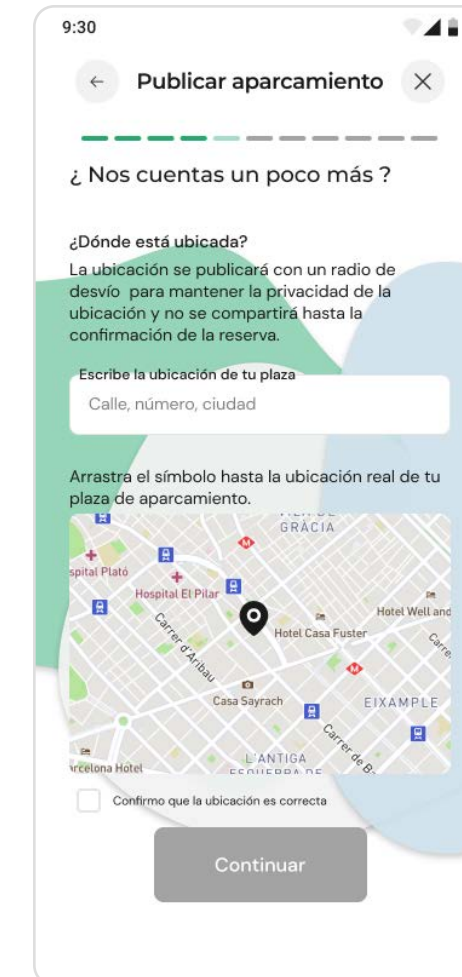 9:30
Publicar aparcamiento
¿ Nos cuentas un poco más ?
¿Dónde está ubicada?
La ubicación se publicará con un radio de
desvío para mantener la privacidad de la
ubicación y no se compartirá hasta la
confirmación de la reserva.
Escribe la ubicación de tu plaza
Calle, número, ciudad
Arrastra el símbolo hasta la ubicación real de tu
plaza de aparcamiento.
GRÀCIA
spital Plató
Hospital El Pilar
Hotel Well and
Hotel Casa Fuster
Carrer d'Aribau
Casa Sayrach
EIXAMPLE
L'ANTIGA
rcelona Hotel
Confirmo que la ubicación es correcta
Continuar